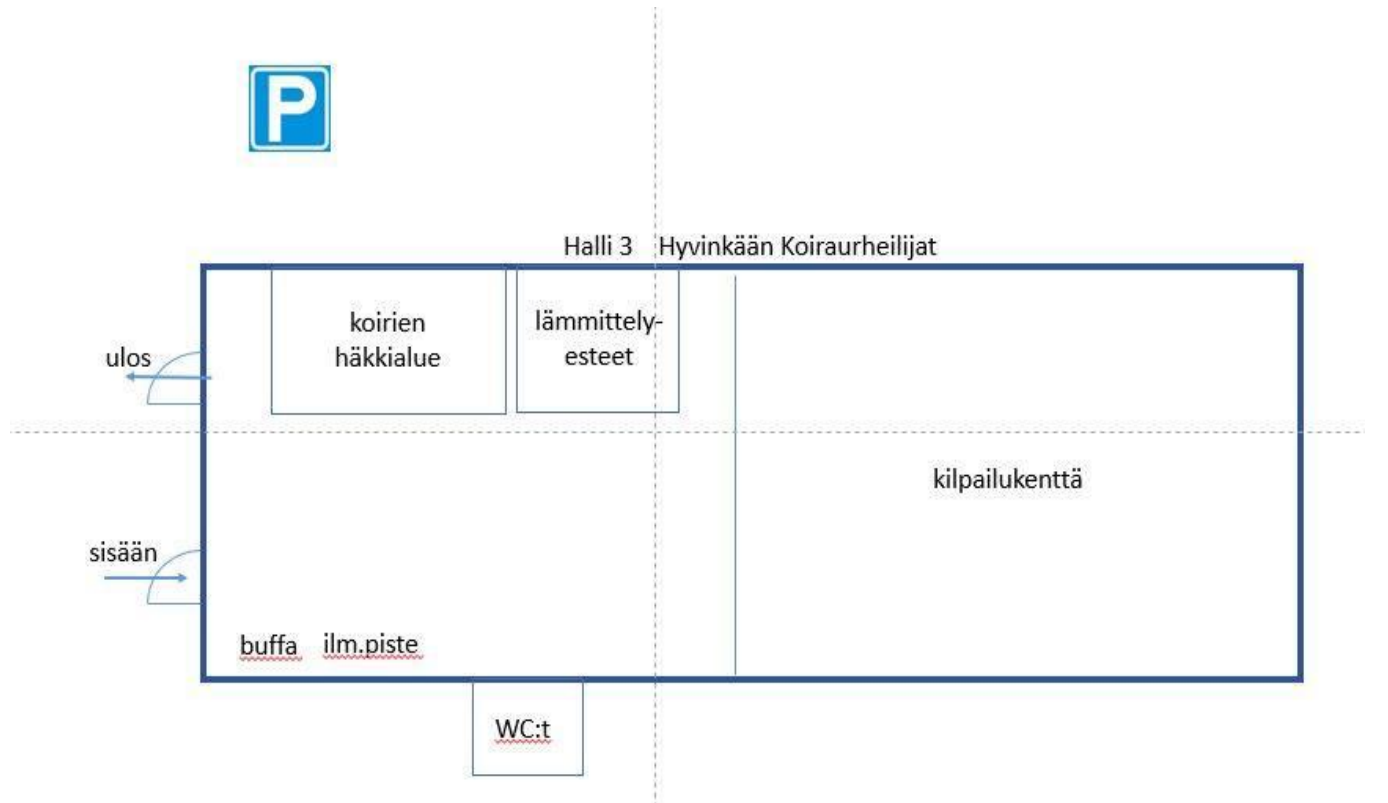 P
Halli 3 Hyvinkään Koiraurheilijat
koirien
häkkialue
lämmittely-
esteet
ulos
kilpailukenttä
sisään
buffa ilm.piste
WC:t